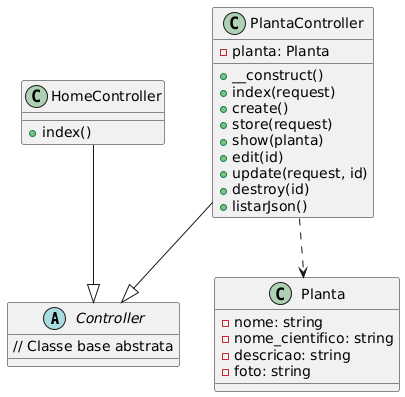 C PlantaController
planta: Planta
__construct()
index(request)
create()
store(request)
show(planta)
edit(id)
update(request, id)
destroy(id)
listarJson()
C HomeController
index()
A Controller
// Classe base abstrata
C Planta
nome: string
nome_cientifico: string
descricao: string
foto: string